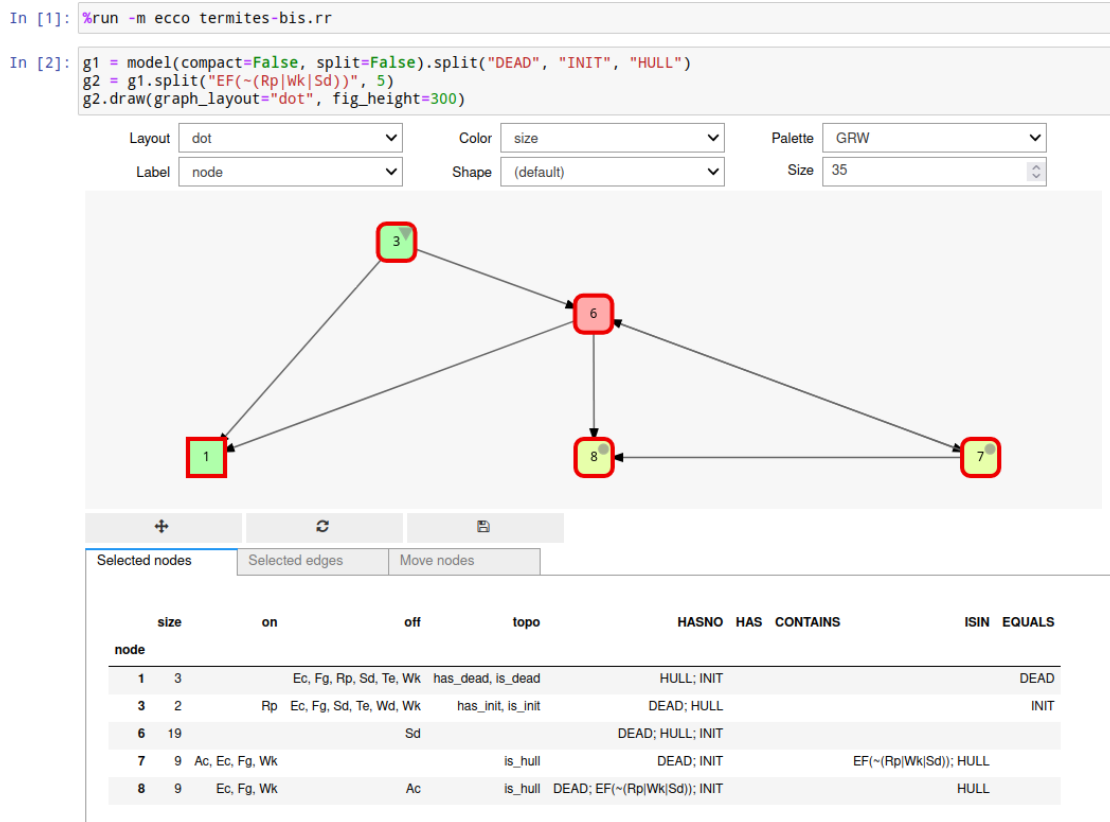 In [1]: %run -m ecco termites-bis.rr
In [2]: g1 = model(compact=False, split=False).split("DEAD", "INIT", "HULL")
g2 = g1.split("EF(~(Rp|Wk|Sd))", 5)
g2.draw(graph_layout="dot", fig_height=300)
Layout dot Color size Palette GRW
Label node Shape (default) Size 35
3
6
1 8 7
Selected nodes Selected edges Move nodes
size on off topo HASNO HAS CONTAINS ISIN EQUALS
node
1 3 Ec, Fg, Rp, Sd, Te, Wk has_dead, is_dead HULL; INIT DEAD
3 2 Rp Ec, Fg, Sd, Te, Wd, Wk has_init, is_init DEAD; HULL INIT
6 19 Sd DEAD; HULL; INIT
7 9 Ac, Ec, Fg, Wk is_hull DEAD; INIT EF(~(Rp|Wk|Sd)); HULL
8 9 Ec, Fg, Wk Ac is_hull DEAD; EF(~(Rp|Wk|Sd)); INIT HULL